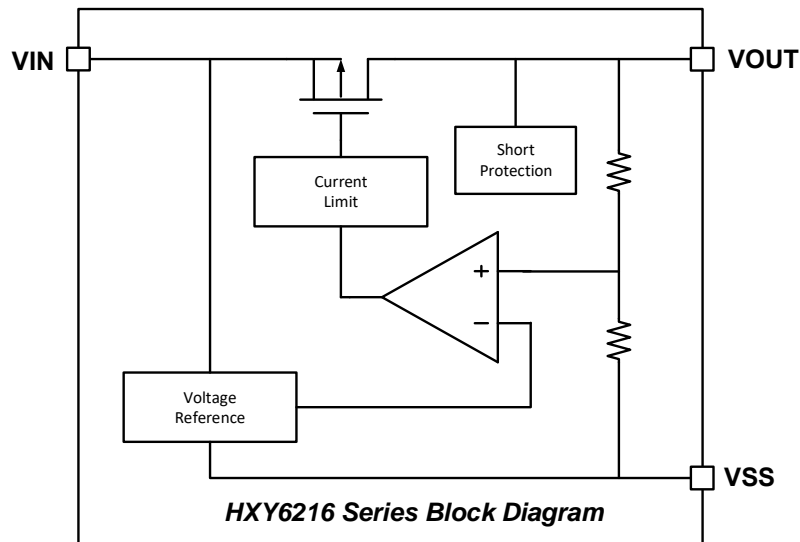 VIN
VOUT
Short
Protection
Current
Limit
+
−
Voltage
Reference
VSS
HXY6216 Series Block Diagram